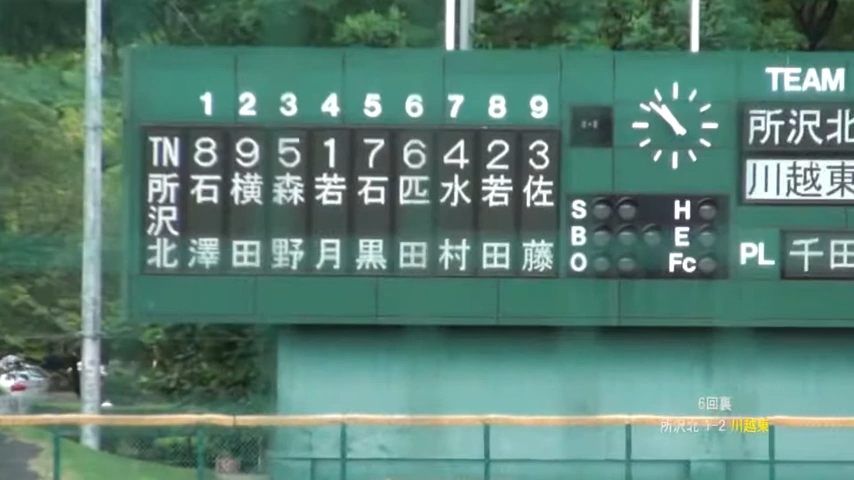 1 2 3 4 5 6 7 8 9
TEAM
TN 8 9 5 1 7 6 4 2 3
所沢北 石澤 横田 森野 若月 石黒 匹田 水村 若田 佐藤
所沢北
川越東
S H
B E
O Fc
PL 千田
6回裏
所沢北 1-2 川越東